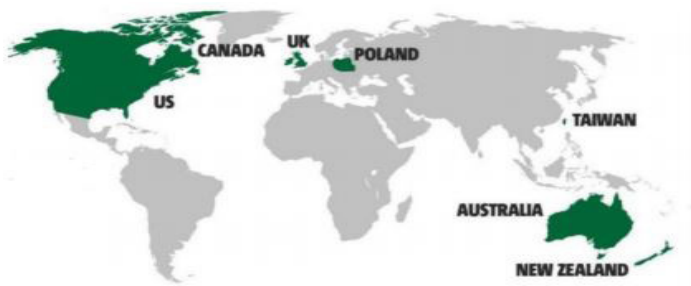 CANADA
UK
POLAND
US
TAIWAN
AUSTRALIA
NEW ZEALAND